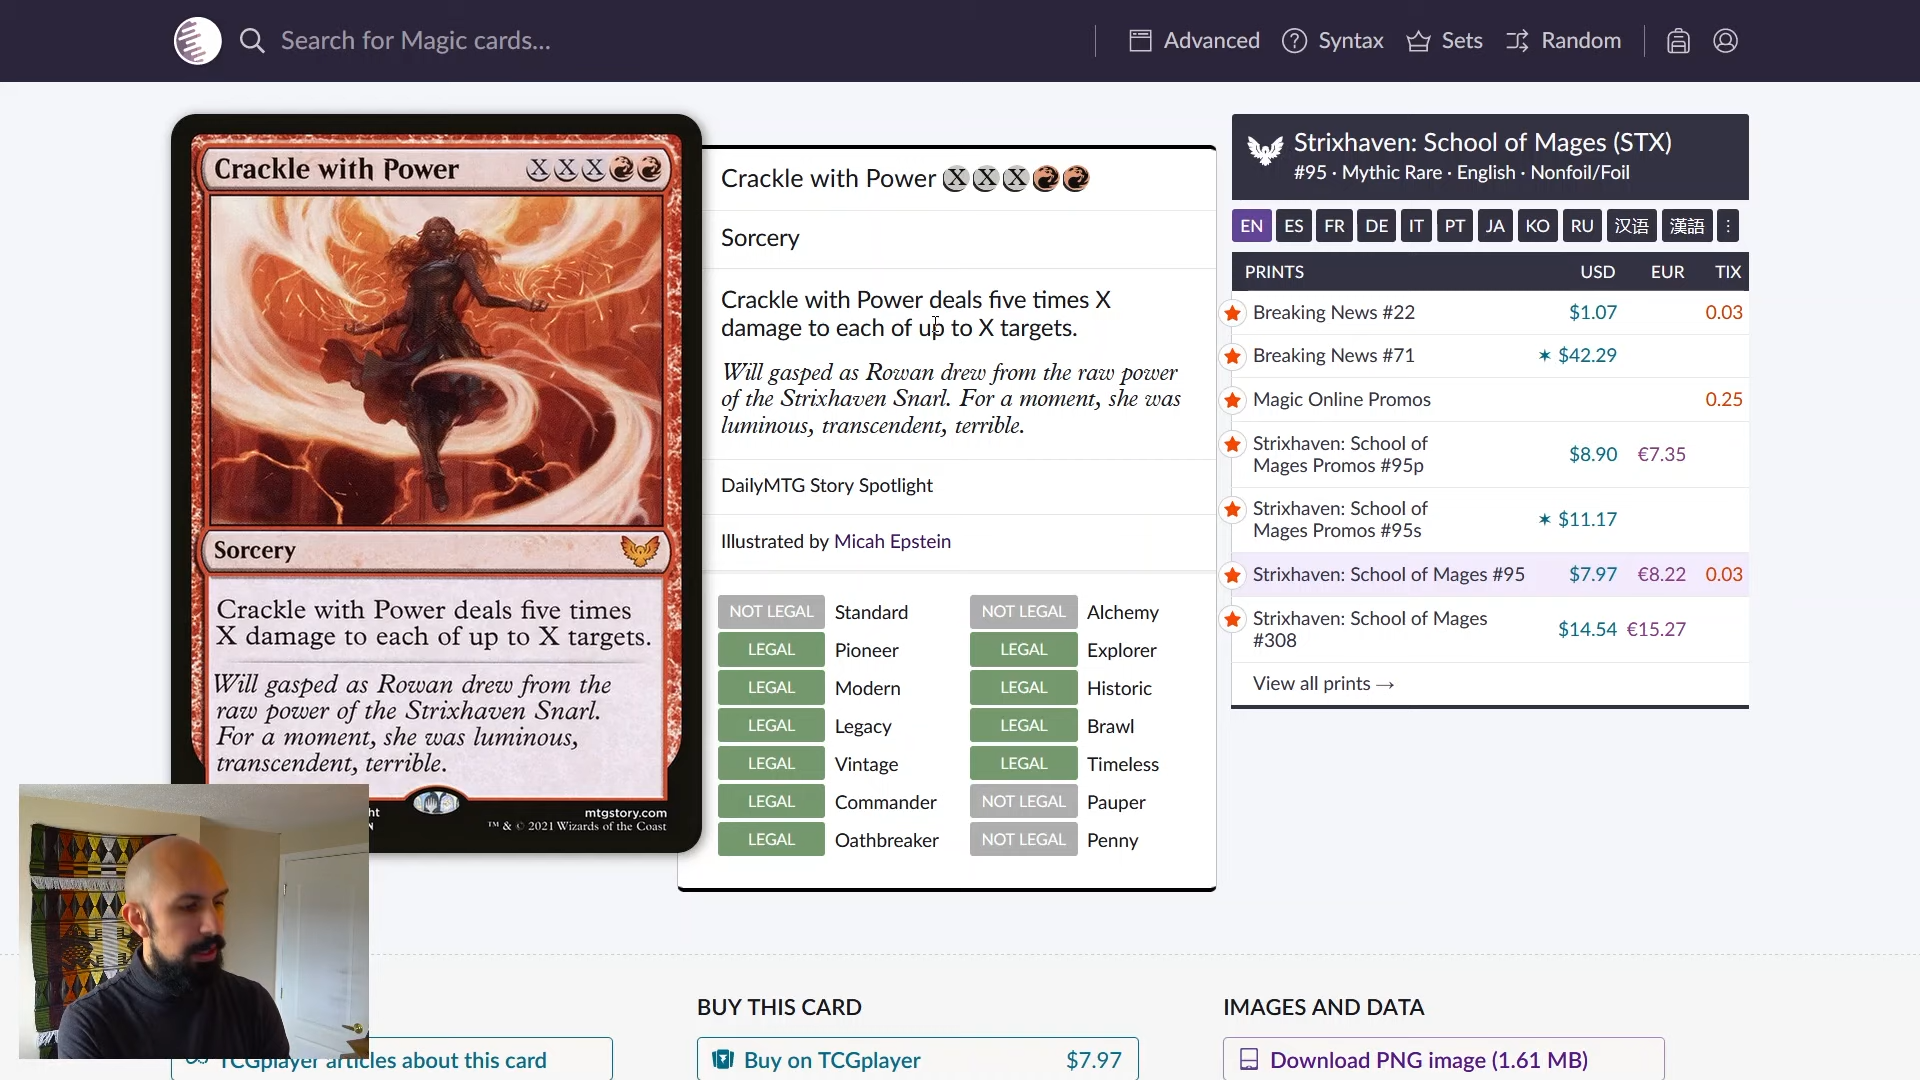 Search for Magic cards...
Advanced
Syntax
Sets
Random
Crackle with Power X X X
Sorcery
Crackle with Power deals five times
X damage to each of up to X targets.
Will gasped as Rowan drew from the
raw power of the Strixhaven Snarl.
For a moment, she was luminous,
transcendent, terrible.
ht
N
mtgstory.com
™ & © 2021 Wizards of the Coast
Crackle with Power X X X
Sorcery
Crackle with Power deals five times X
damage to each of up to X targets.
Will gasped as Rowan drew from the raw power
of the Strixhaven Snarl. For a moment, she was
luminous, transcendent, terrible.
DailyMTG Story Spotlight
Illustrated by Micah Epstein
NOT LEGAL Standard NOT LEGAL Alchemy
LEGAL Pioneer LEGAL Explorer
LEGAL Modern LEGAL Historic
LEGAL Legacy LEGAL Brawl
LEGAL Vintage LEGAL Timeless
LEGAL Commander NOT LEGAL Pauper
LEGAL Oathbreaker NOT LEGAL Penny
Strixhaven: School of Mages (STX)
#95 · Mythic Rare · English · Nonfoil/Foil
EN ES FR DE IT PT JA KO RU 汉语 漢語
PRINTS USD EUR TIX
Breaking News #22 $1.07 0.03
Breaking News #71 $42.29
Magic Online Promos 0.25
Strixhaven: School of
Mages Promos #95p $8.90 €7.35
Strixhaven: School of
Mages Promos #95s $11.17
Strixhaven: School of Mages #95 $7.97 €8.22 0.03
Strixhaven: School of Mages
#308 $14.54 €15.27
View all prints →
TCGplayer articles about this card
BUY THIS CARD
Buy on TCGplayer $7.97
IMAGES AND DATA
Download PNG image (1.61 MB)